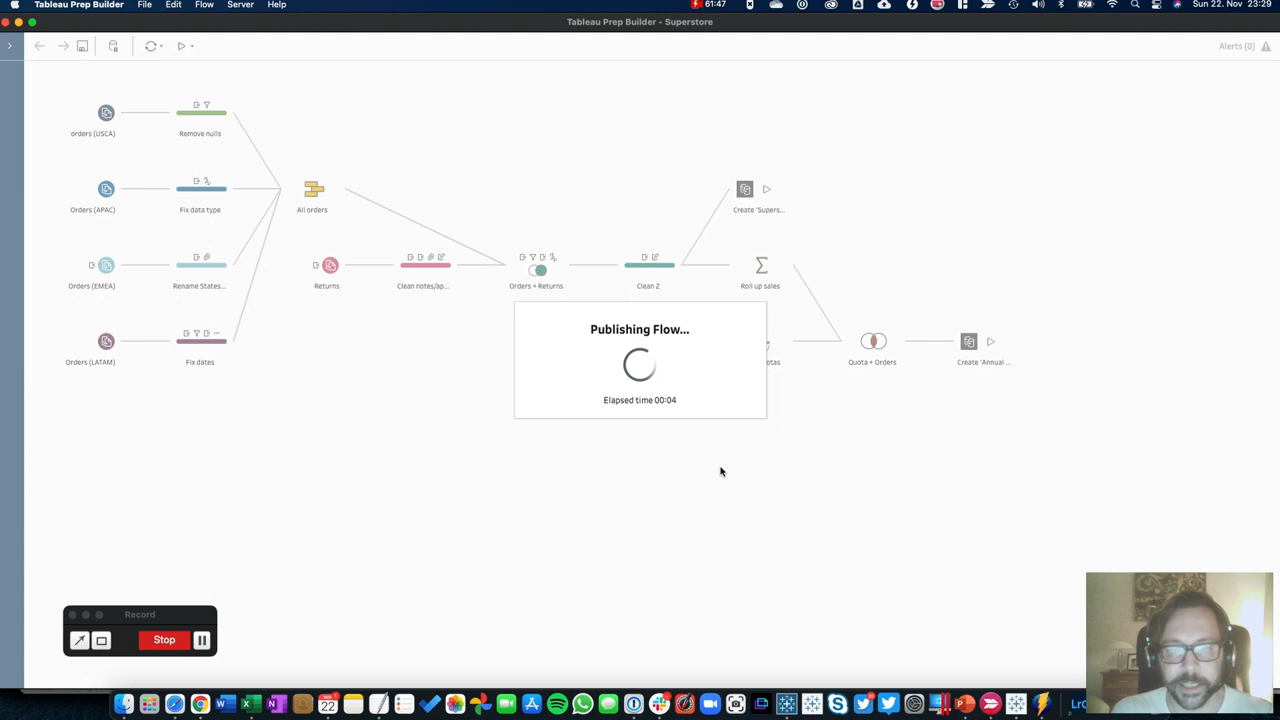 Tableau Prep Builder File Edit Flow Server Help 61:47 Sun 22. Nov 23:29
Tableau Prep Builder - Superstore
Alerts (0)
orders (USCA) Remove nulls
Orders (APAC) Fix data type All orders Create 'Supers...
Orders (EMEA) Rename States... Returns Clean notes/ap... Orders + Returns Clean 2 Roll up sales
Orders (LATAM) Fix dates Quota + Orders Create 'Annual ...
Publishing Flow...
Elapsed time 00:04
Record
Stop
22